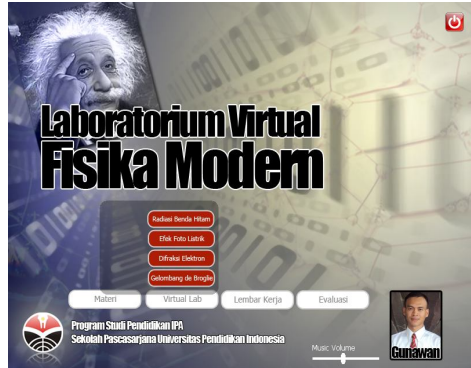 Laboratorium Virtual
Fisika Modern
Radiasi Benda Hitam
Efek Foto Listrik
Difraksi Elektron
Gelombang de Broglie
Materi
Virtual Lab
Lembar Kerja
Evaluasi
Program Studi Pendidikan IPA
Sekolah Pascasarjana Universitas Pendidikan Indonesia
Music Volume
Gunawan